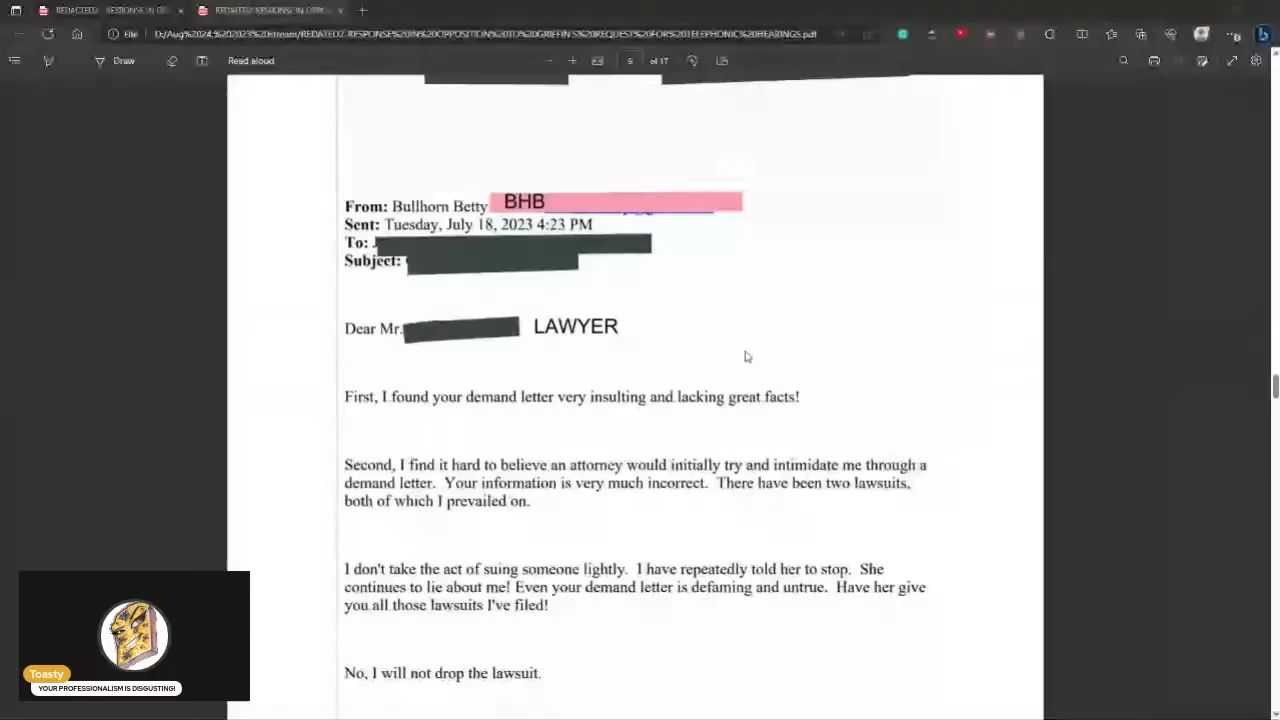 REDACTED RESPONSE IN
File
of 17
Draw
Read aloud
BHB
From: Bullhorn Betty
Sent: Tuesday, July 18, 2023 4:23 PM
To:
Subject:
Dear Mr. LAWYER
First, I found your demand letter very insulting and lacking great facts!
Second, I find it hard to believe an attorney would initially try and intimidate me through a
demand letter. Your information is very much incorrect. There have been two lawsuits,
both of which I prevailed on.
I don't take the act of suing someone lightly. I have repeatedly told her to stop. She
continues to lie about me! Even your demand letter is defaming and untrue. Have her give
you all those lawsuits I've filed!
No, I will not drop the lawsuit.
Toasty
YOUR PROFESSIONALISM IS DISGUSTING!